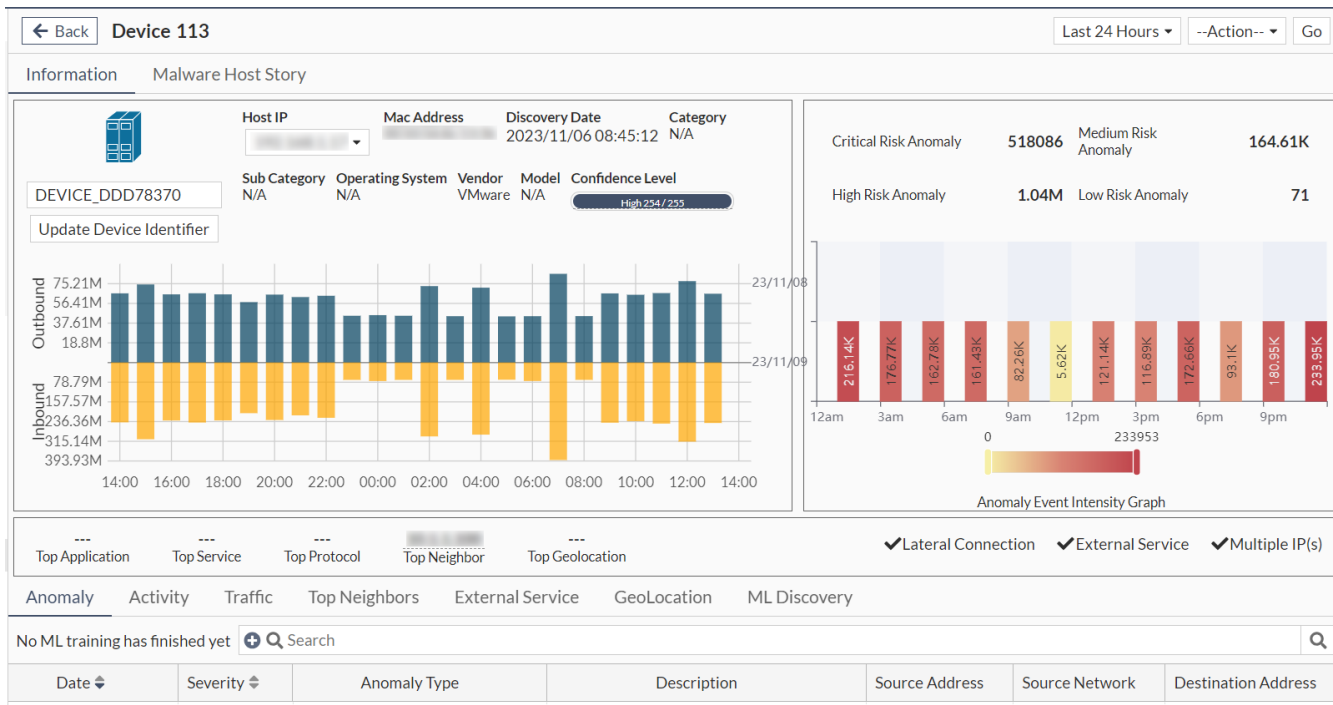 Back Device 113 Last 24 Hours --Action-- Go
Information Malware Host Story
Host IP Mac Address Discovery Date Category
2023/11/06 08:45:12 N/A
DEVICE_DDD78370
Update Device Identifier
Sub Category Operating System Vendor Model Confidence Level
N/A N/A VMware N/A High 254 / 255
Critical Risk Anomaly 518086 Medium Risk Anomaly 164.61K
High Risk Anomaly 1.04M Low Risk Anomaly 71
Outbound
75.21M
56.41M
37.61M
18.8M
Inbound
78.79M
157.57M
236.36M
315.14M
393.93M
14:00 16:00 18:00 20:00 22:00 00:00 02:00 04:00 06:00 08:00 10:00 12:00 14:00
23/11/08
23/11/09
216.14K 176.77K 162.78K 161.43K 82.26K 5.62K 121.14K 116.89K 172.66K 93.1K 180.95K 233.95K
12am 3am 6am 9am 12pm 3pm 6pm 9pm
0 233953
Anomaly Event Intensity Graph
--- --- --- ---
Top Application Top Service Top Protocol Top Neighbor Top Geolocation
Lateral Connection External Service Multiple IP(s)
Anomaly Activity Traffic Top Neighbors External Service GeoLocation ML Discovery
No ML training has finished yet Search
Date Severity Anomaly Type Description Source Address Source Network Destination Address